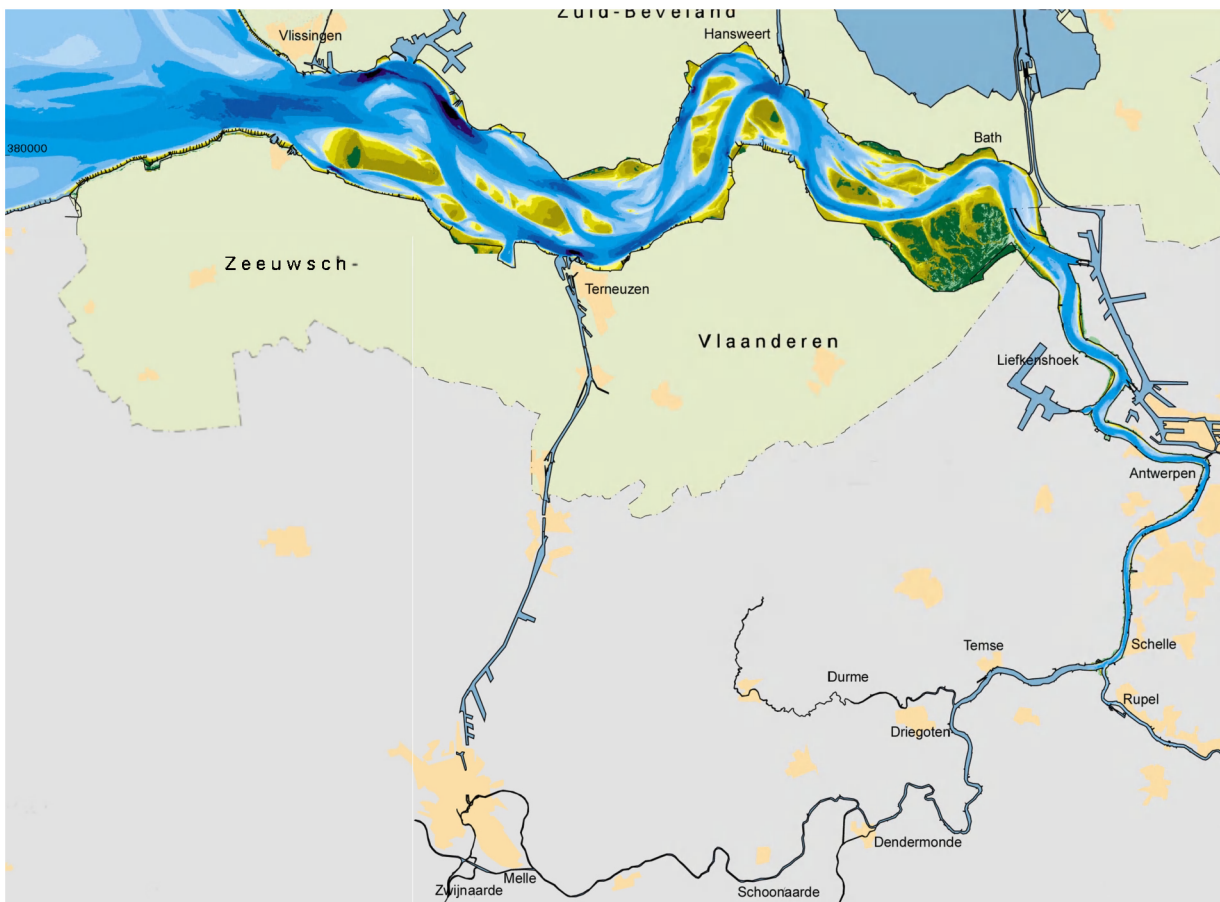 Zuid-Beveland
Vlissingen
Hansweert
Bath
380000
Zeeuwsch-
Terneuzen
Vlaanderen
Liefkenshoek
Antwerpen
Temse
Schelle
Durme
Rupel
Driegoten
Dendermonde
Melle
Zwijnaarde
Schoonaarde